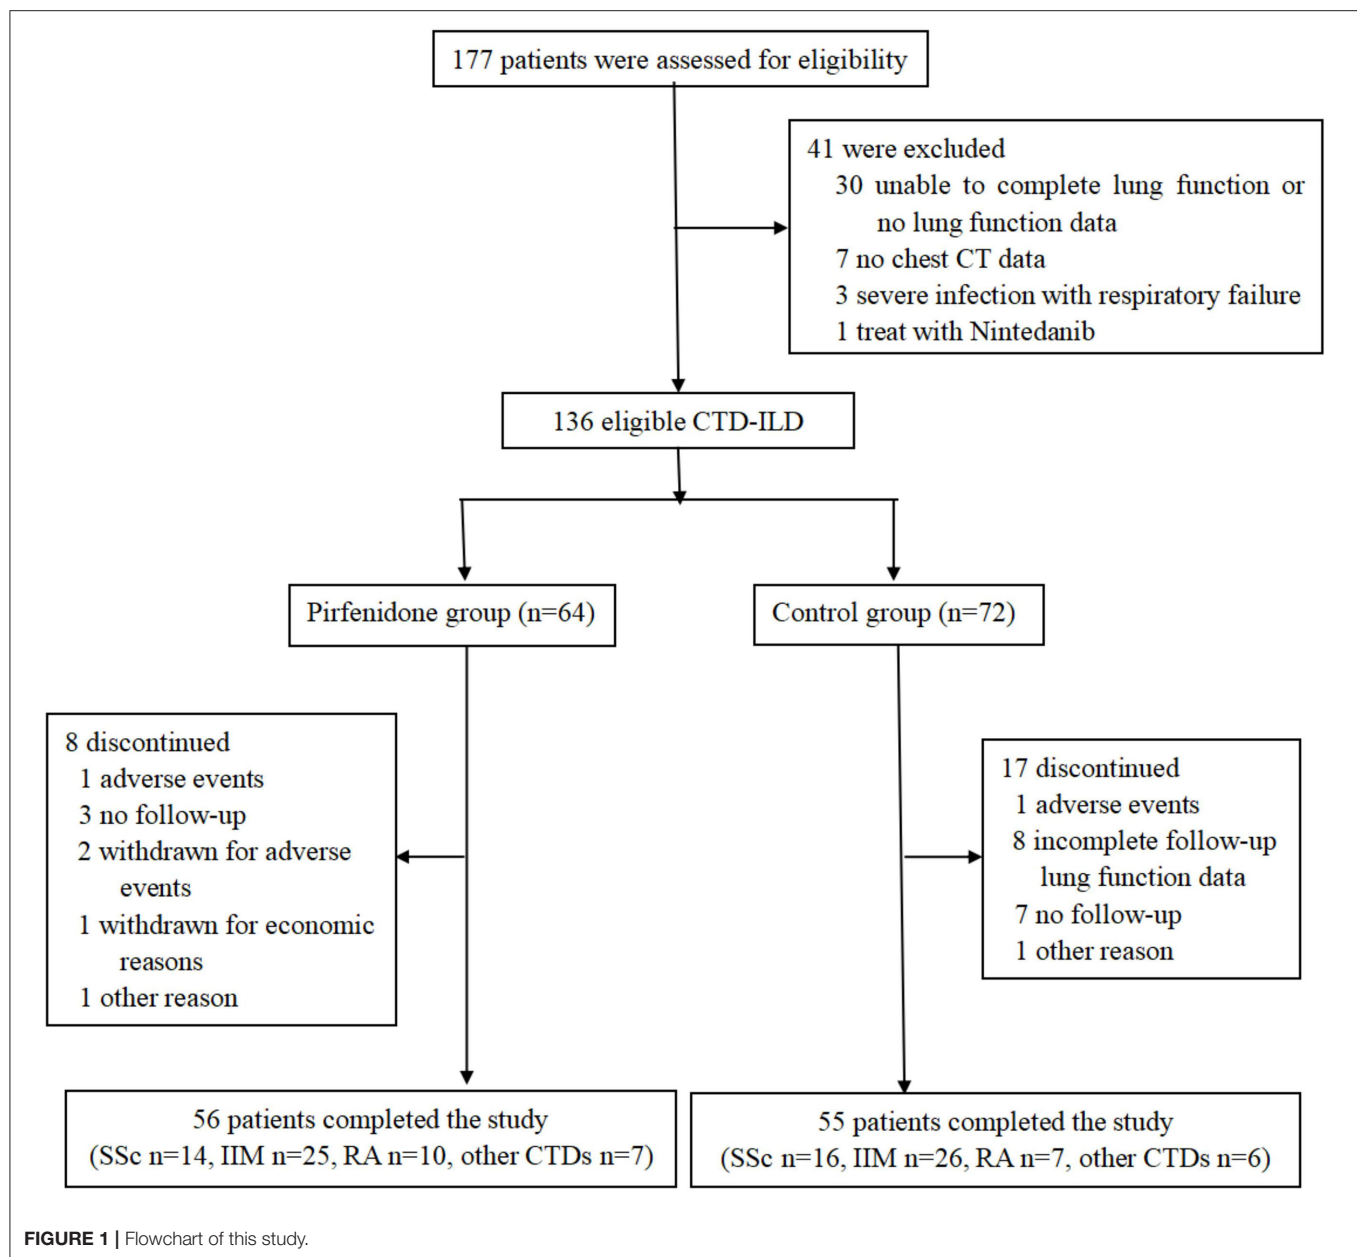 177 patients were assessed for eligibility
41 were excluded
30 unable to complete lung function or
no lung function data
7 no chest CT data
3 severe infection with respiratory failure
1 treat with Nintedanib
136 eligible CTD-ILD
Pirfenidone group (n=64)
Control group (n=72)
8 discontinued
1 adverse events
3 no follow-up
2 withdrawn for adverse
events
1 withdrawn for economic
reasons
1 other reason
17 discontinued
1 adverse events
8 incomplete follow-up
lung function data
7 no follow-up
1 other reason
56 patients completed the study
(SSc n=14, IIM n=25, RA n=10, other CTDs n=7)
55 patients completed the study
(SSc n=16, IIM n=26, RA n=7, other CTDs n=6)
FIGURE 1 | Flowchart of this study.